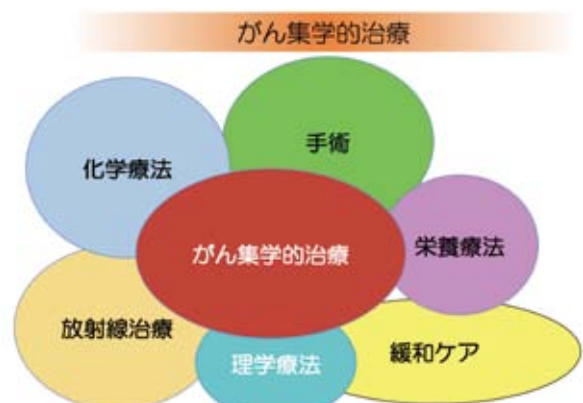 がん集学的治療
手術
化学療法
がん集学的治療
栄養療法
放射線治療
理学療法
緩和ケア